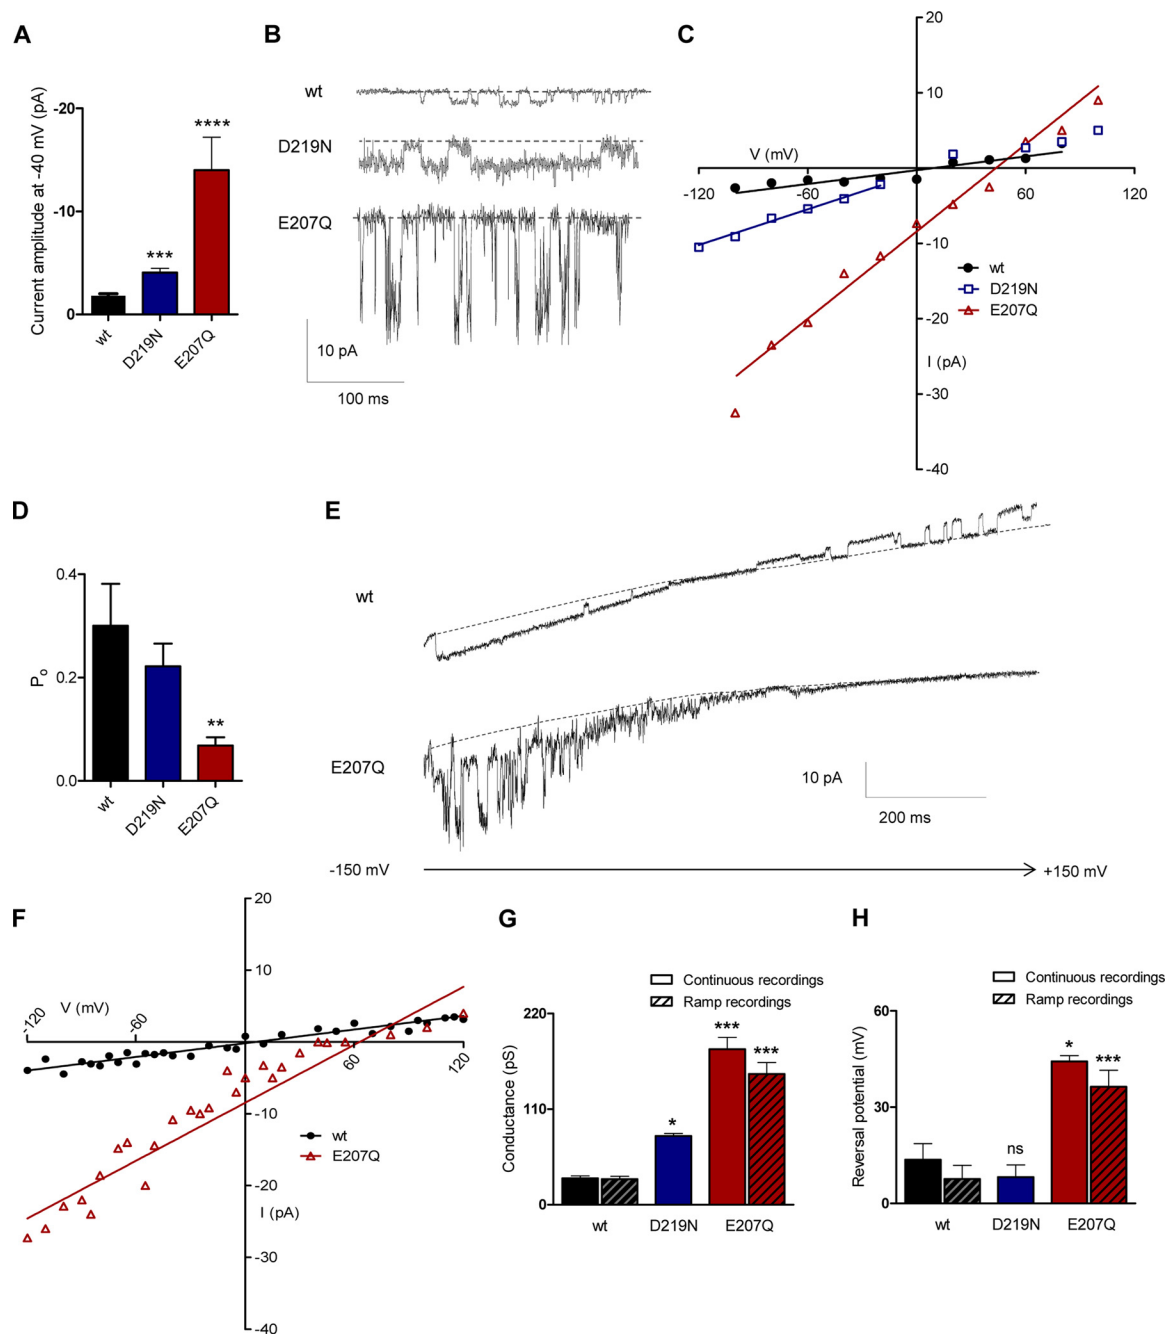 A
Current amplitude at -40 mV (pA)
-20
-10
0
***
****
wt
D219N
E207Q
B
wt
D219N
E207Q
10 pA
100 ms
C
20
10
V (mV)
-120
-60
60
120
-10
-20
-30
-40
I (pA)
wt
D219N
E207Q
D
Po
0.4
0.2
0.0
**
wt
D219N
E207Q
E
wt
E207Q
10 pA
200 ms
-150 mV
+150 mV
F
20
10
V (mV)
-120
-60
60
120
-10
-20
-30
-40
I (pA)
wt
E207Q
G
Continuous recordings
Ramp recordings
Conductance (pS)
220
110
0
*
***
***
wt
D219N
E207Q
H
Continuous recordings
Ramp recordings
Reversal potential (mV)
60
30
0
ns
*
***
wt
D219N
E207Q